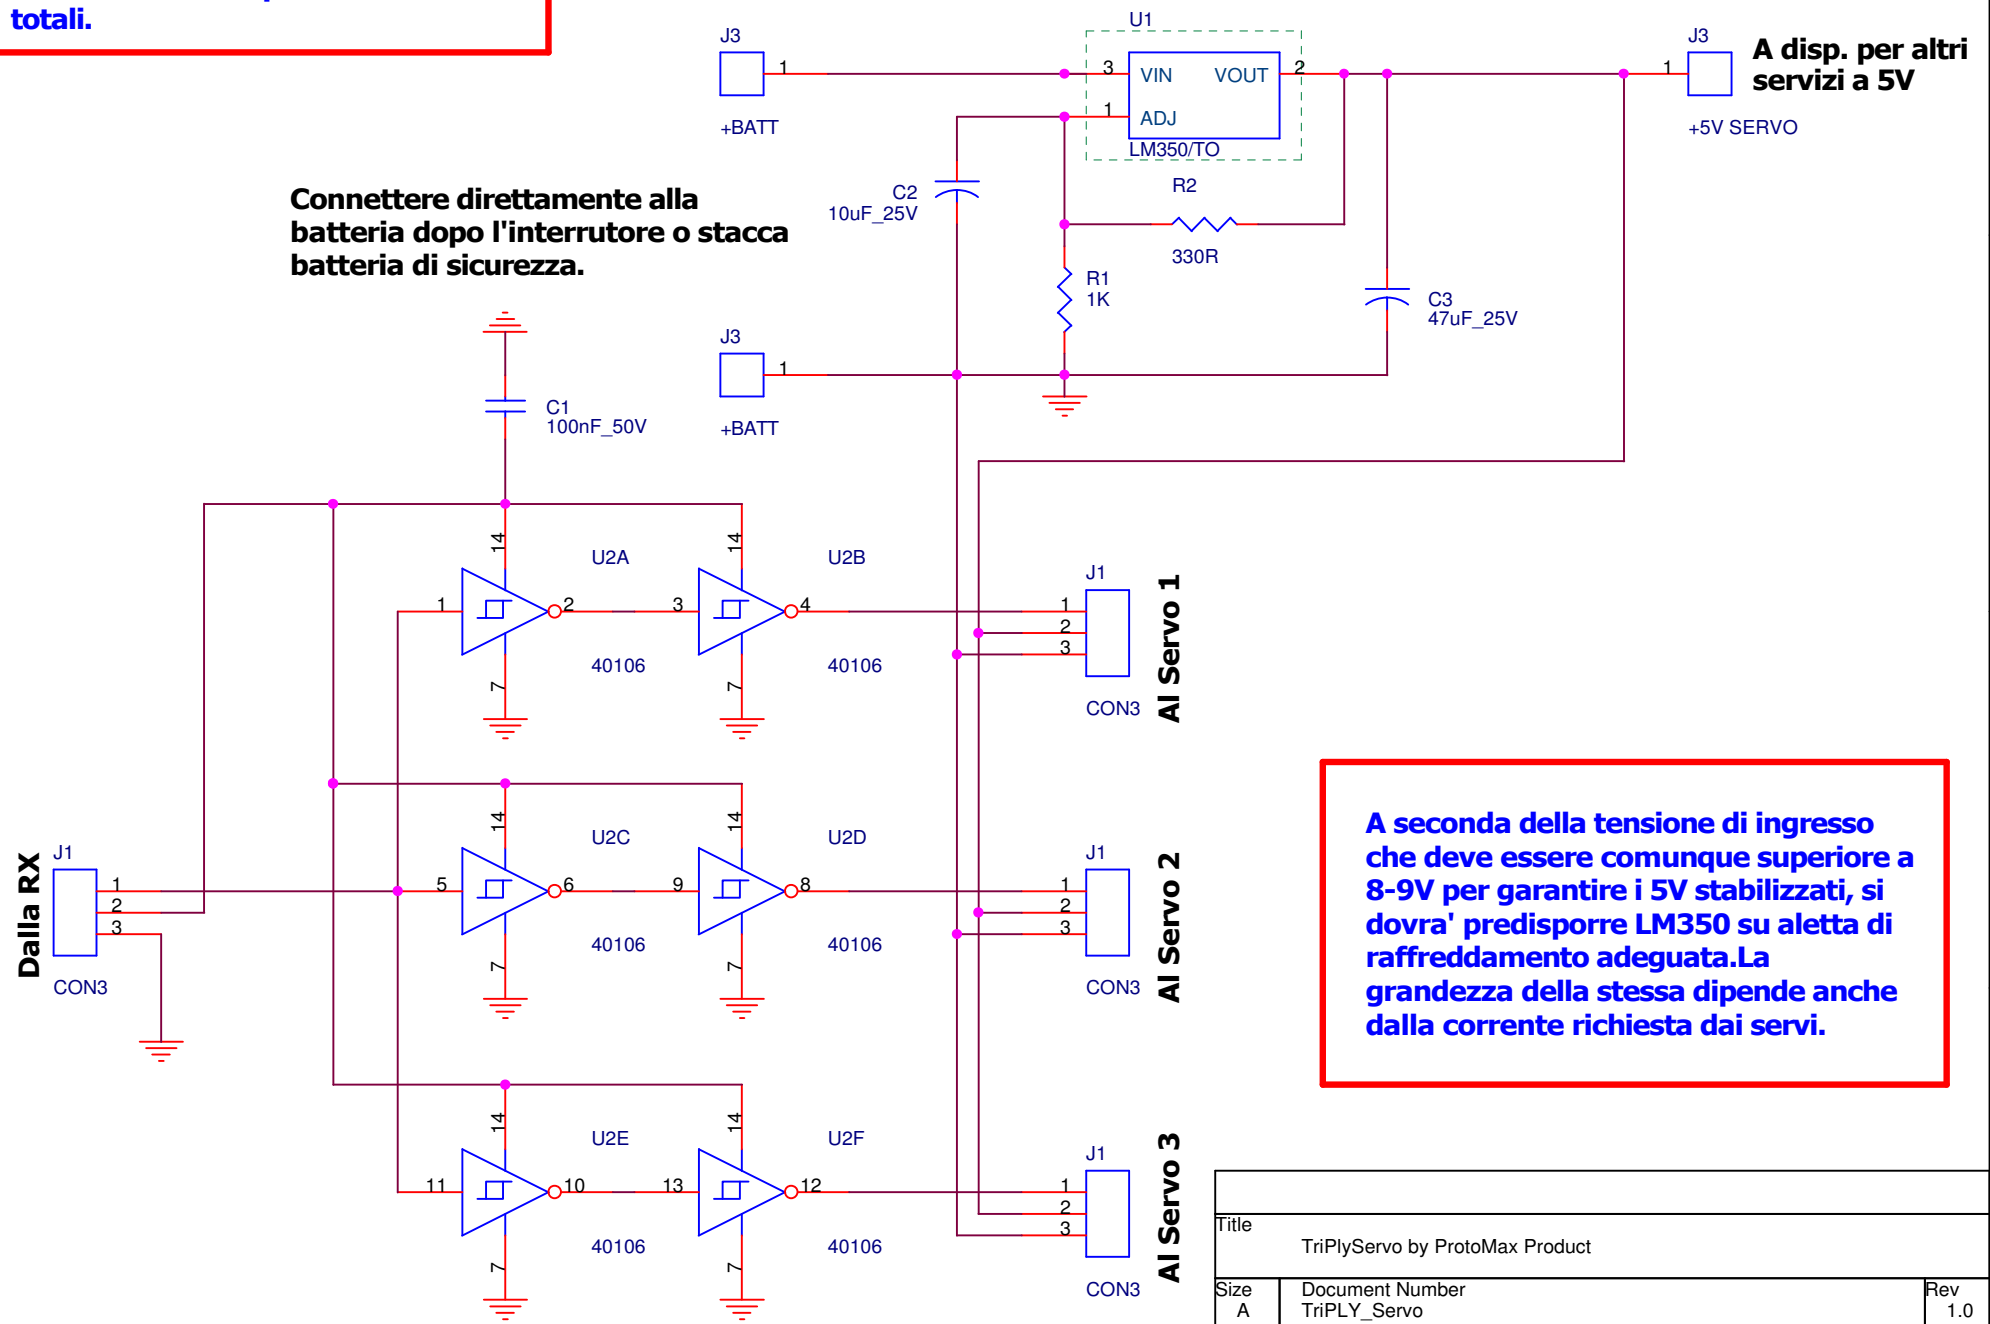 totali.
U1
J3
1
+BATT
3
VIN
VOUT
2
1
ADJ
LM350/TO
J3
1
+5V SERVO
A disp. per altri
servizi a 5V
C2
10uF_25V
R2
330R
R1
1K
C3
47uF_25V
Connettere direttamente alla
batteria dopo l'interrutore o stacca
batteria di sicurezza.
J3
1
+BATT
C1
100nF_50V
14
U2A
1
2
40106
7
14
U2B
3
4
40106
7
J1
1
2
3
CON3
Al Servo 1
14
U2C
5
6
40106
7
14
U2D
9
8
40106
7
J1
1
2
3
CON3
Al Servo 2
Dalla RX
J1
1
2
3
CON3
A seconda della tensione di ingresso
che deve essere comunque superiore a
8-9V per garantire i 5V stabilizzati, si
dovra' predisporre LM350 su aletta di
raffreddamento adeguata.La
grandezza della stessa dipende anche
dalla corrente richiesta dai servi.
14
U2E
11
10
40106
7
14
U2F
13
12
40106
7
J1
1
2
3
CON3
Al Servo 3
Title
TriPlyServo by ProtoMax Product
Size
A
Document Number
TriPLY_Servo
Rev
1.0